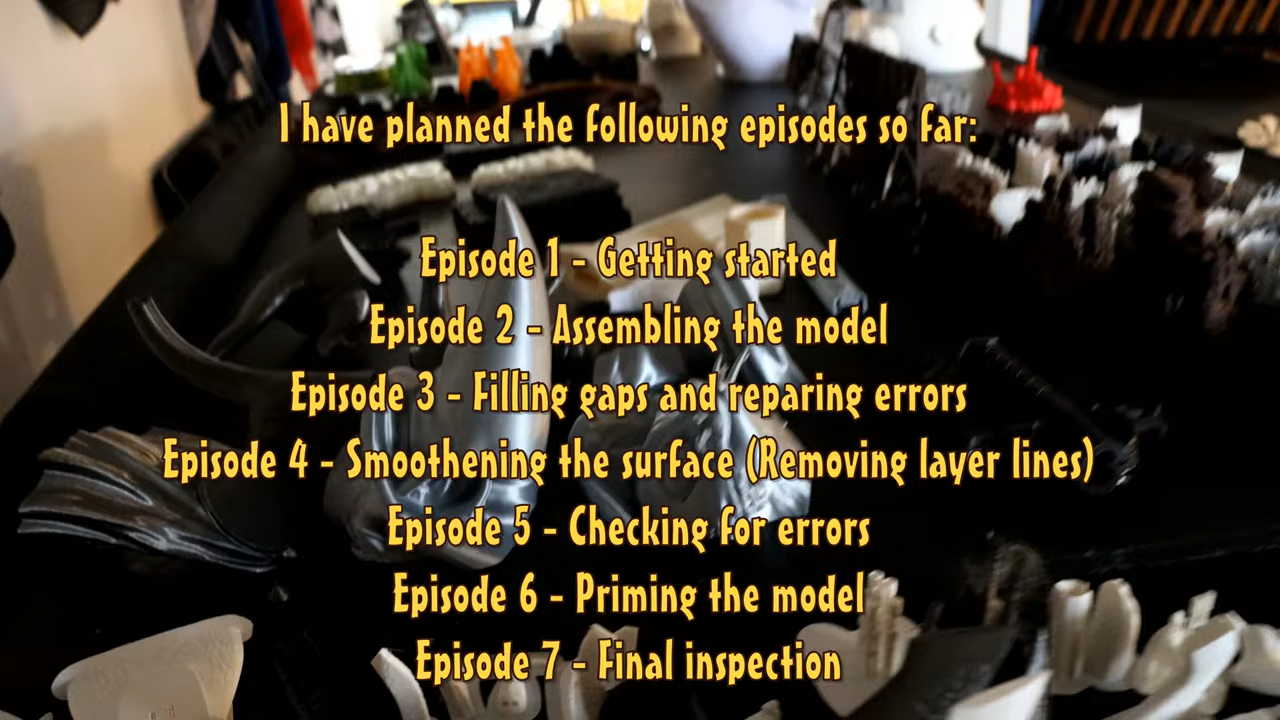 I have planned the following episodes so far:
Episode 1 - Getting started
Episode 2 - Assembling the model
Episode 3 - Filling gaps and reparing errors
Episode 4 - Smoothening the surface (Removing layer lines)
Episode 5 - Checking for errors
Episode 6 - Priming the model
Episode 7 - Final inspection